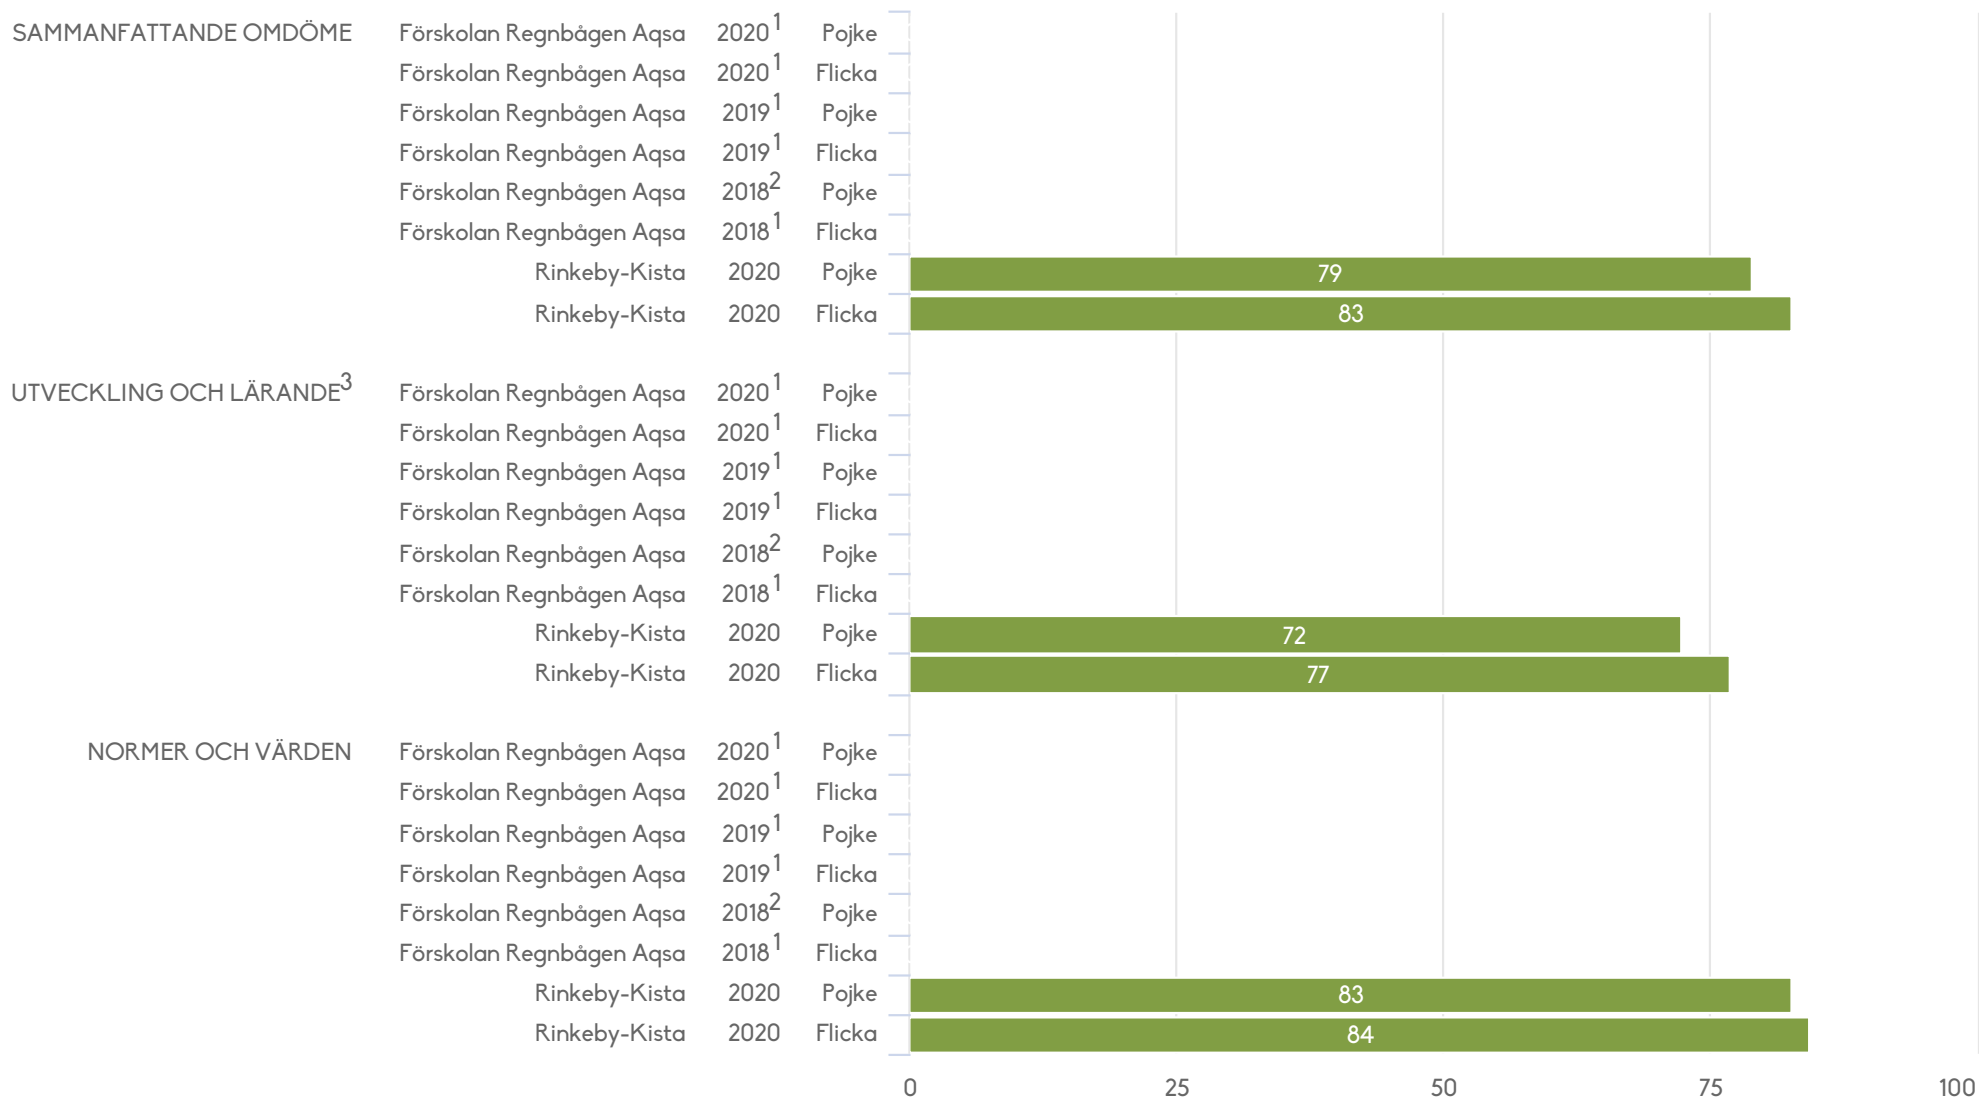 SAMMANFATTANDE OMDÖME Förskolan Regnbågen Aqsa 2020¹ Pojke
Förskolan Regnbågen Aqsa 2020¹ Flicka
Förskolan Regnbågen Aqsa 2019¹ Pojke
Förskolan Regnbågen Aqsa 2019¹ Flicka
Förskolan Regnbågen Aqsa 2018² Pojke
Förskolan Regnbågen Aqsa 2018¹ Flicka
Rinkeby-Kista 2020 Pojke 79
Rinkeby-Kista 2020 Flicka 83
UTVECKLING OCH LÄRANDE³ Förskolan Regnbågen Aqsa 2020¹ Pojke
Förskolan Regnbågen Aqsa 2020¹ Flicka
Förskolan Regnbågen Aqsa 2019¹ Pojke
Förskolan Regnbågen Aqsa 2019¹ Flicka
Förskolan Regnbågen Aqsa 2018² Pojke
Förskolan Regnbågen Aqsa 2018¹ Flicka
Rinkeby-Kista 2020 Pojke 72
Rinkeby-Kista 2020 Flicka 77
NORMER OCH VÄRDEN Förskolan Regnbågen Aqsa 2020¹ Pojke
Förskolan Regnbågen Aqsa 2020¹ Flicka
Förskolan Regnbågen Aqsa 2019¹ Pojke
Förskolan Regnbågen Aqsa 2019¹ Flicka
Förskolan Regnbågen Aqsa 2018² Pojke
Förskolan Regnbågen Aqsa 2018¹ Flicka
Rinkeby-Kista 2020 Pojke 83
Rinkeby-Kista 2020 Flicka 84
0 25 50 75 100